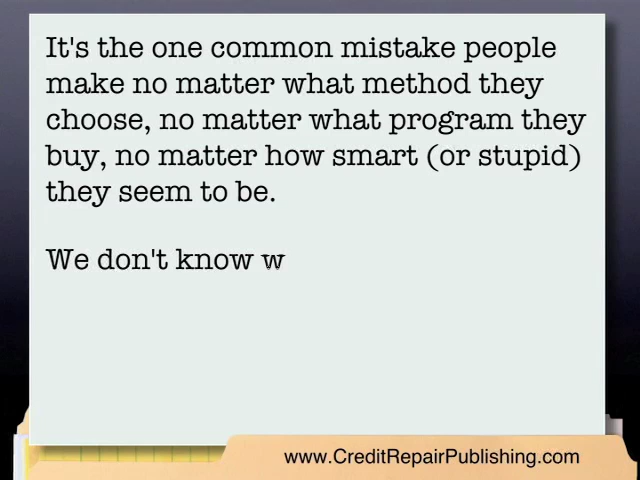 It's the one common mistake people
make no matter what method they
choose, no matter what program they
buy, no matter how smart (or stupid)
they seem to be.
We don't know w
www.CreditRepairPublishing.com